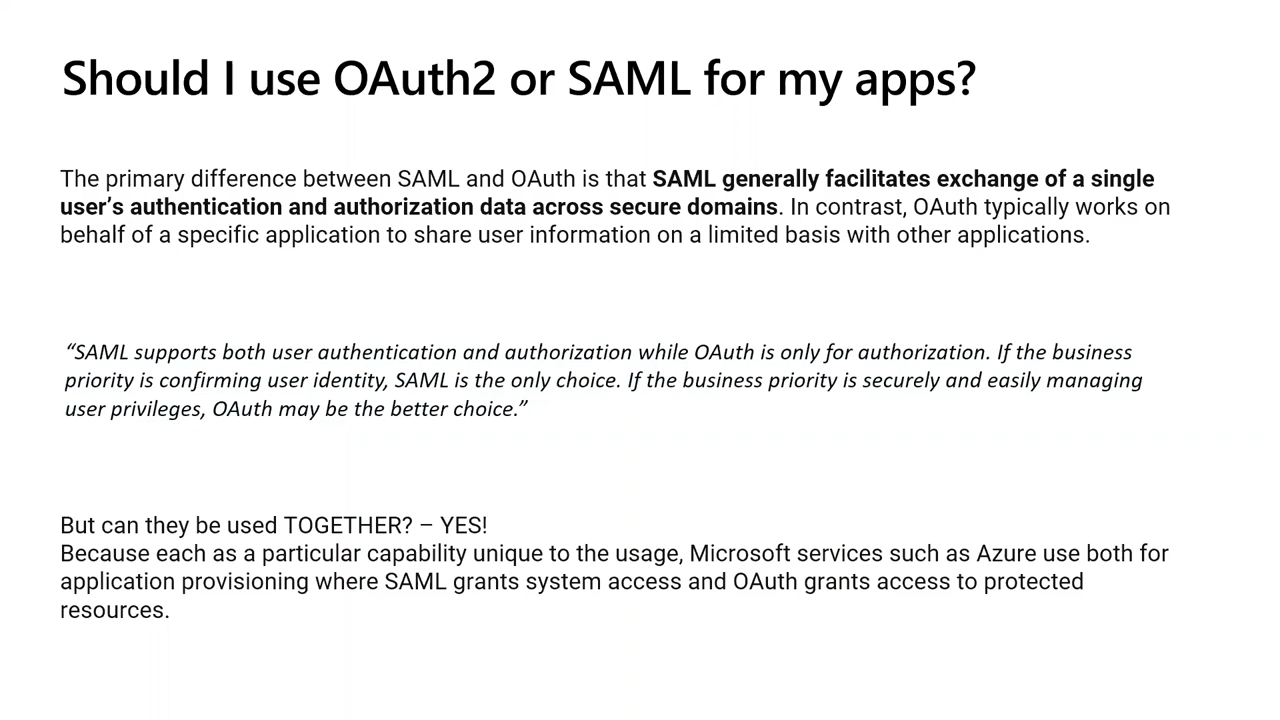 Should I use OAuth2 or SAML for my apps?
The primary difference between SAML and OAuth is that SAML generally facilitates exchange of a single
user’s authentication and authorization data across secure domains. In contrast, OAuth typically works on
behalf of a specific application to share user information on a limited basis with other applications.
“SAML supports both user authentication and authorization while OAuth is only for authorization. If the business
priority is confirming user identity, SAML is the only choice. If the business priority is securely and easily managing
user privileges, OAuth may be the better choice.”
But can they be used TOGETHER? – YES!
Because each as a particular capability unique to the usage, Microsoft services such as Azure use both for
application provisioning where SAML grants system access and OAuth grants access to protected
resources.